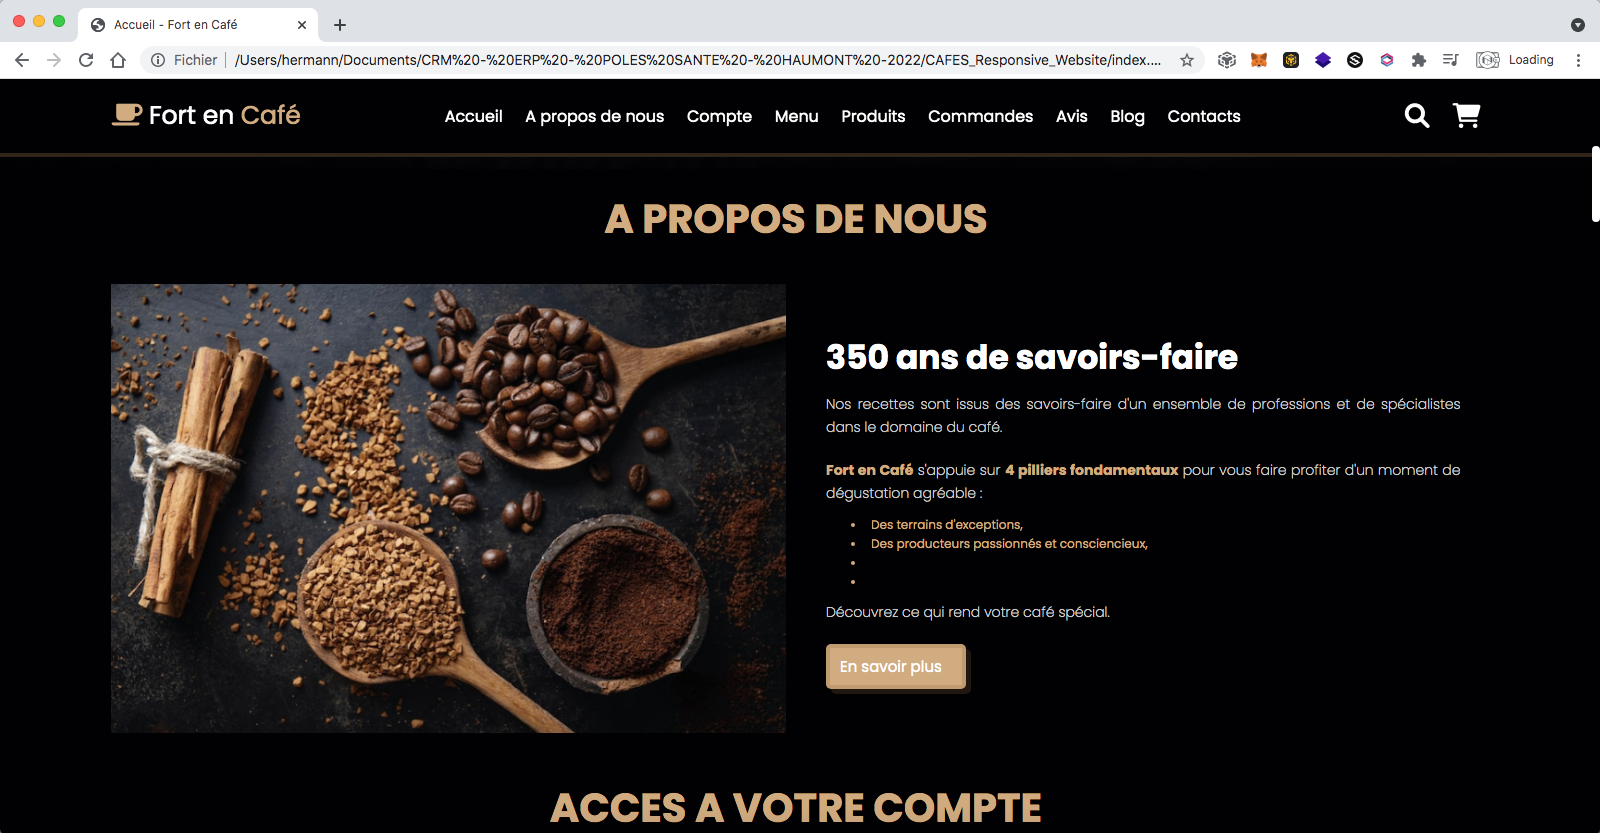 Accueil - Fort en Café
Fichier /Users/hermann/Documents/CRM%20-%20ERP%20-%20POLES%20SANTE%20-%20HAUMONT%20-2022/CAFES_Responsive_Website/index.... Loading
Fort en Café Accueil A propos de nous Compte Menu Produits Commandes Avis Blog Contacts
A PROPOS DE NOUS
350 ans de savoirs-faire
Nos recettes sont issus des savoirs-faire d'un ensemble de professions et de spécialistes
dans le domaine du café.
Fort en Café s'appuie sur 4 pilliers fondamentaux pour vous faire profiter d'un moment de
dégustation agréable :
• Des terrains d'exceptions,
• Des producteurs passionnés et consciencieux,
•
•
Découvrez ce qui rend votre café spécial.
En savoir plus
ACCES A VOTRE COMPTE